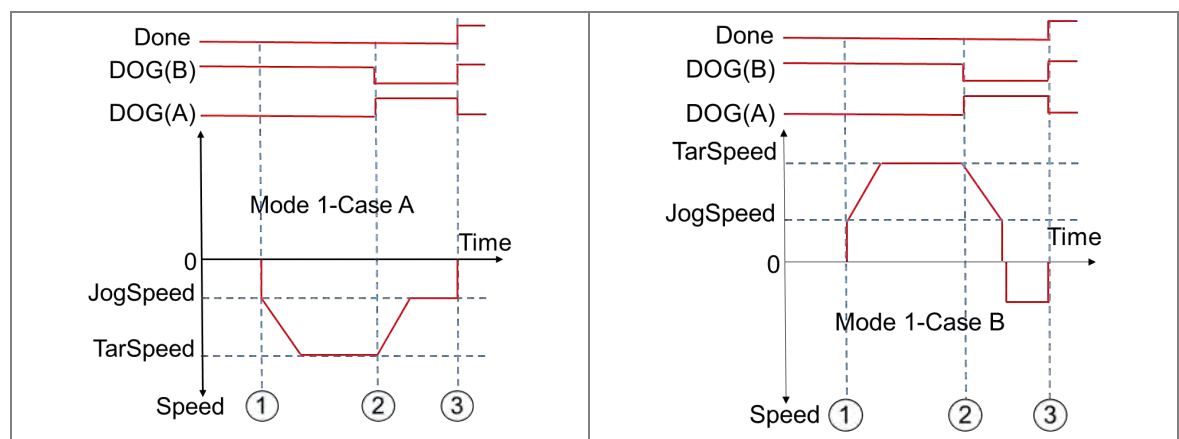 Done
DOG(B)
DOG(A)
Mode 1-Case A
Time
0
JogSpeed
TarSpeed
Speed
1
2
3
Done
DOG(B)
DOG(A)
TarSpeed
JogSpeed
Time
0
Mode 1-Case B
Speed
1
2
3